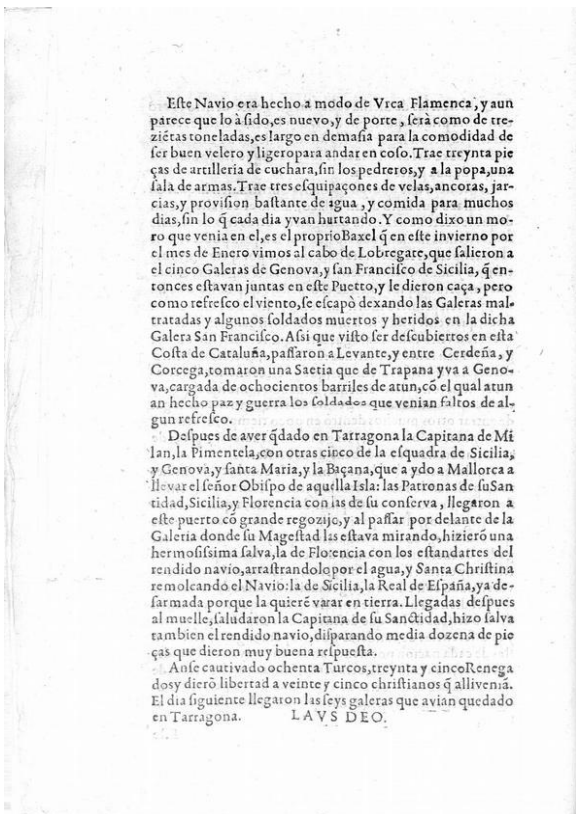 Eſte Navio era hecho a modo de Vrca Flamenca, y aun
parece que lo à ſido, es nuevo, y de porte, ſerà como de tre-
ziētas toneladas, es largo en demaſia para la comodidad de
ſer buen velero y ligero para andar en coſo. Trae treynta pie
ças de artilleria de cuchara, ſin los pedreros, y a la popa, una
ſala de armas. Trae tres eſquipaçones de velas, ancoras, jar-
cias, y proviſion baſtante de agua, y comida para muchos
dias, ſin lo q̃ cada dia yvan hurtando. Y como dixo un mo-
ro que venia en el, es el proprio Baxel q̃ en eſte invierno por
el mes de Enero vimos al cabo de Lobregate, que ſalieron a
el cinco Galeras de Genova, y ſan Franciſco de Sicilia, q̃ en-
tonces eſtavan juntas en eſte Puerto, y le dieron caça, pero
como refreſco el viento, ſe eſcapò dexando las Galeras mal-
tratadas y algunos ſoldados muertos y heridos en la dicha
Galera San Franciſco. Aſsi que viſto ſer deſcubiertos en eſta
Coſta de Cataluña, paſſaron a Levante, y entre Cerdeña, y
Corcega, tomaron una Saetia que de Trapana yva a Geno-
va, cargada de ochocientos barriles de atun, cõ el qual atun
an hecho paz y guerra los ſoldados que venian faltos de al-
gun refreſco.
Deſpues de aver q̃dado en Tarragona la Capitana de Mi
lan, la Pimentela, con otras cinco de la eſquadra de Sicilia,
y Genova, y ſanta Maria, y la Baçana, que a ydo a Mallorca a
llevar el ſeñor Obiſpo de aquella Isla: las Patronas de ſu San
tidad, Sicilia, y Florencia con las de ſu conſerva, llegaron a
eſte puerto cõ grande regozijo, y al paſſar por delante de la
Galeria donde ſu Mageſtad las eſtava mirando, hizierõ una
hermoſiſsima ſalva, la de Florencia con los eſtandartes del
rendido navio, arraſtrandolo por el agua, y Santa Chriſtina
remolcando el Navio: la de Sicilia, la Real de Eſpaña, ya de-
ſarmada porque la quierē varar en tierra. Llegadas deſpues
al muelle, ſaludaron la Capitana de ſu Sanctidad, hizo ſalva
tambien el rendido navio, diſparando media dozena de pie
ças que dieron muy buena reſpueſta.
Anſe cautivado ochenta Turcos, treynta y cinco Renega
dos y dierõ libertad a veinte y cinco chriſtianos q̃ alli veniã.
El dia ſiguiente llegaron las ſeys galeras que avian quedado
en Tarragona. LAVS DEO.